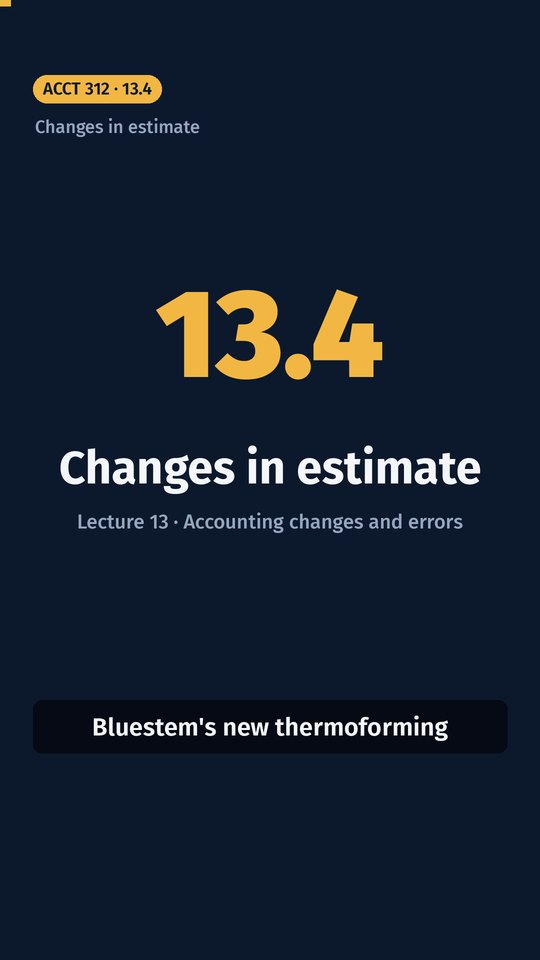 ACCT 312 · 13.4
Changes in estimate
13.4
Changes in estimate
Lecture 13 · Accounting changes and errors
Bluestem's new thermoforming